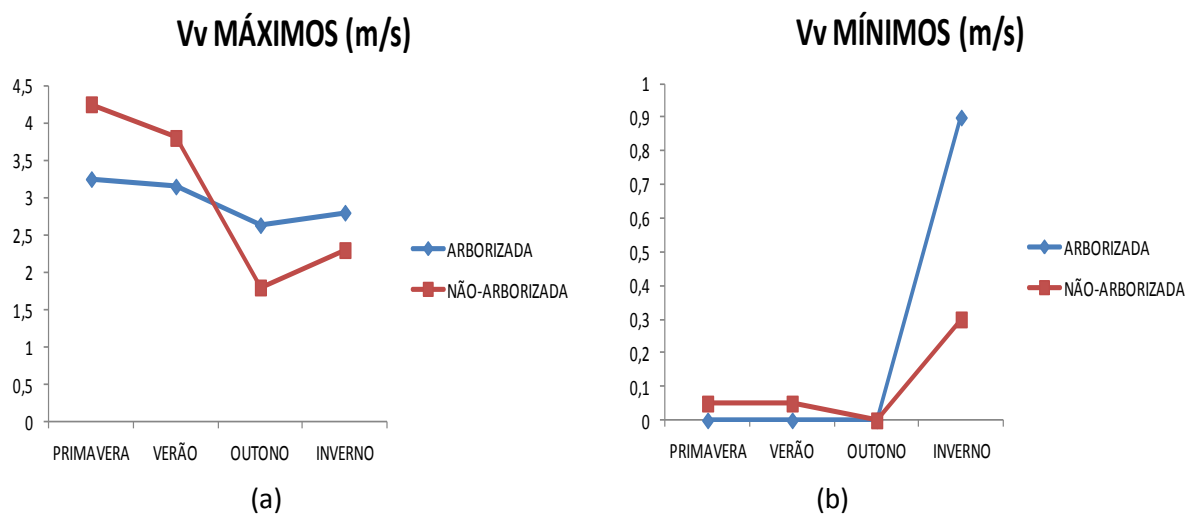 Vv MÁXIMOS (m/s)
4,5
4
3,5
3
2,5
2
1,5
1
0,5
0
PRIMAVERA VERÃO OUTONO INVERNO
ARBORIZADA
NÃO-ARBORIZADA
(a)
Vv MÍNIMOS (m/s)
1
0,9
0,8
0,7
0,6
0,5
0,4
0,3
0,2
0,1
0
PRIMAVERA VERÃO OUTONO INVERNO
ARBORIZADA
NÃO-ARBORIZADA
(b)